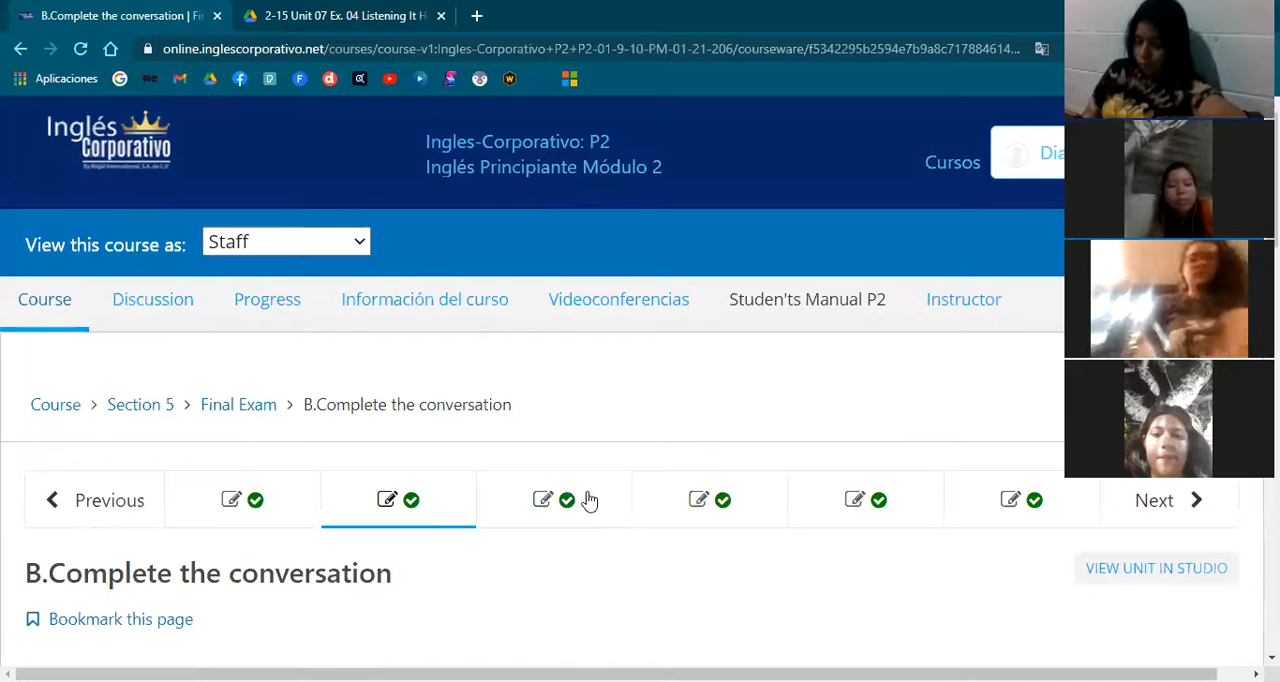 B.Complete the conversation | Fi
2-15 Unit 07 Ex. 04 Listening It H
online.inglescorporativo.net/courses/course-v1:Ingles-Corporativo+P2+P2-01-9-10-PM-01-21-206/courseware/f5342295b2594e7b9a8c717884614...
Aplicaciones
Inglés
Corporativo
Ingles-Corporativo: P2
Inglés Principiante Módulo 2
Cursos
Dia
View this course as:
Staff
Course
Discussion
Progress
Información del curso
Videoconferencias
Studen'ts Manual P2
Instructor
Course > Section 5 > Final Exam > B.Complete the conversation
Previous
Next
B.Complete the conversation
VIEW UNIT IN STUDIO
Bookmark this page